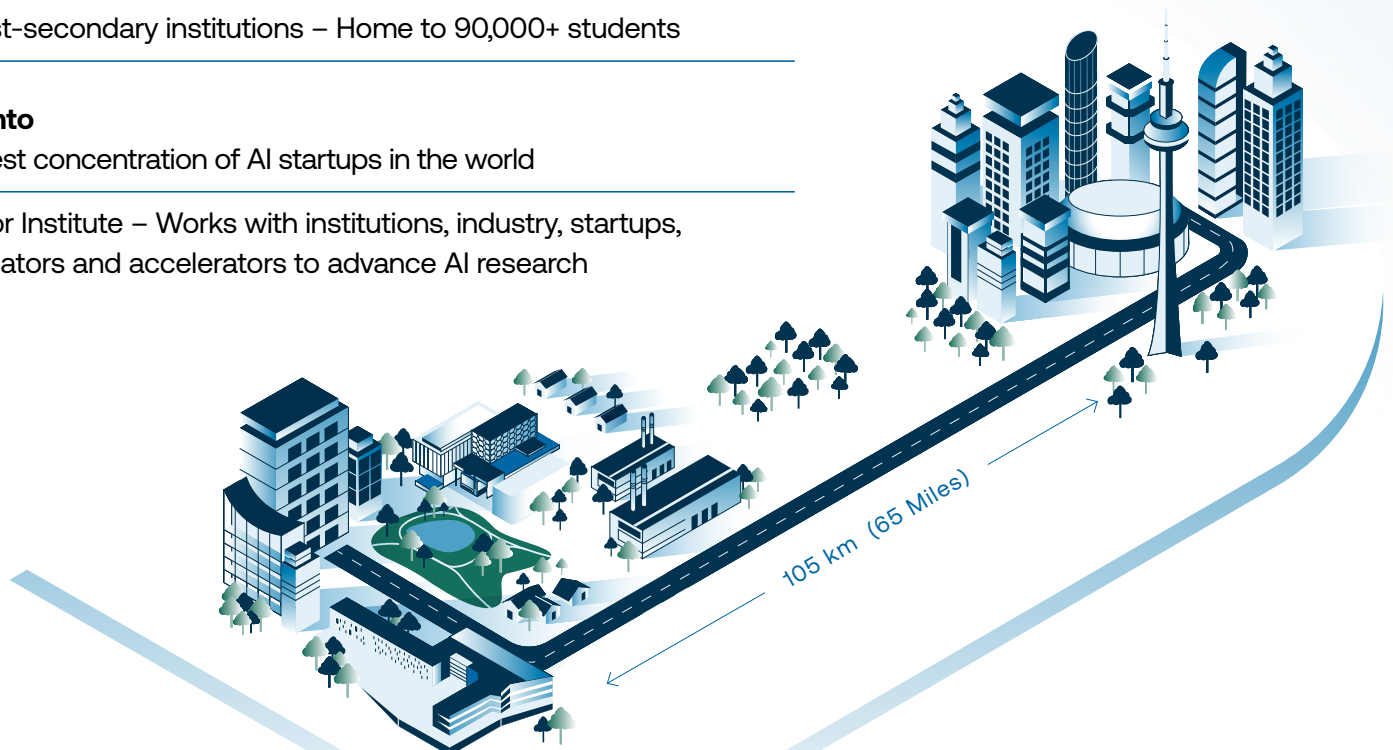 st-secondary institutions – Home to 90,000+ students
nto
est concentration of AI startups in the world
or Institute – Works with institutions, industry, startups,
ators and accelerators to advance AI research
105 km (65 Miles)